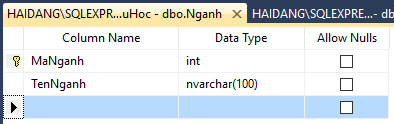 HAIDANG\SQLEXPR...uHoc - dbo.Nganh HAIDANG\SQLEXPRE...- db
Column Name Data Type Allow Nulls
MaNganh int
TenNganh nvarchar(100)